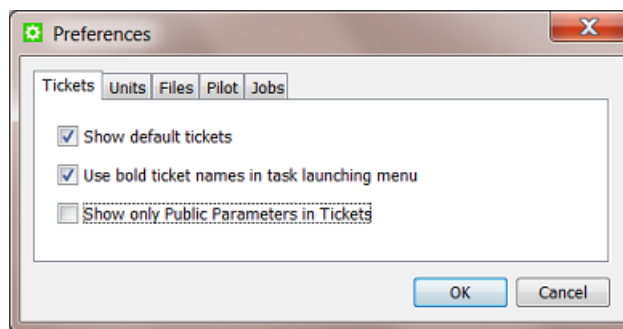 Preferences
Tickets Units Files Pilot Jobs
Show default tickets
Use bold ticket names in task launching menu
Show only Public Parameters in Tickets
OK Cancel